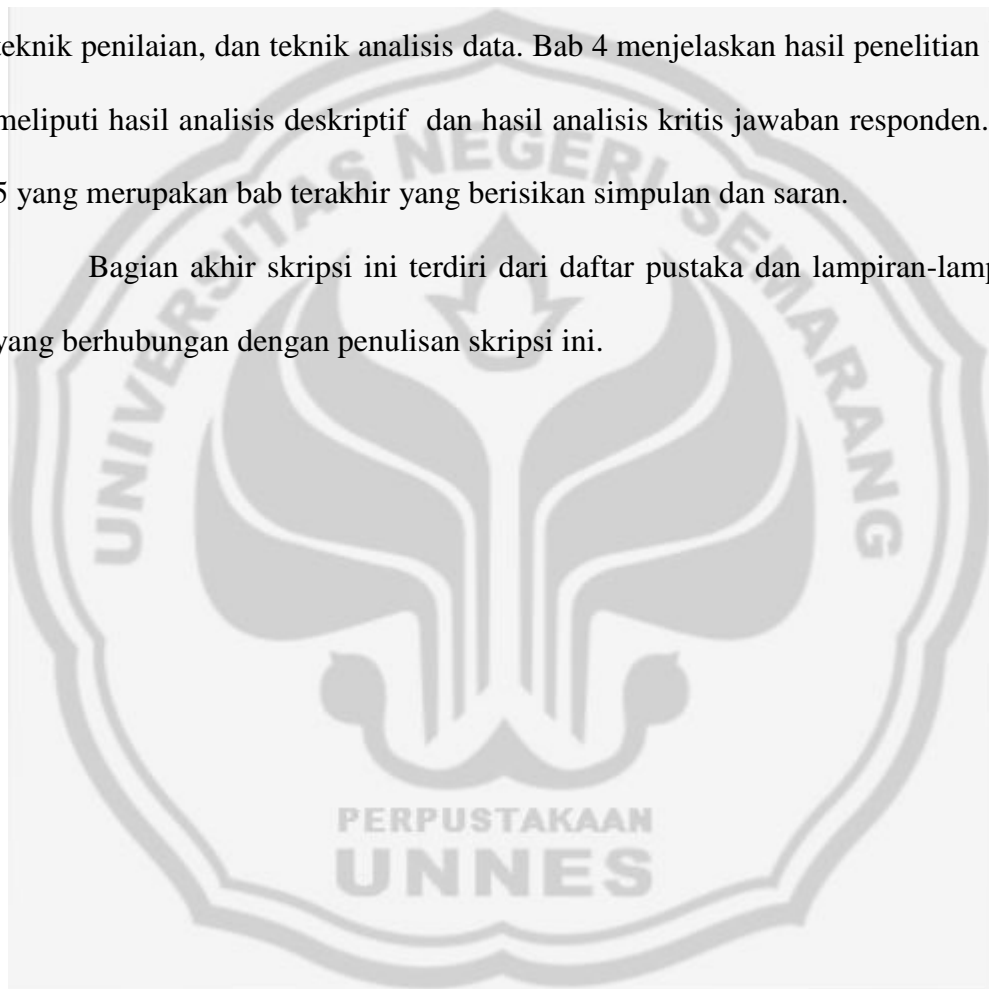 teknik penilaian, dan teknik analisis data. Bab 4 menjelaskan hasil penelitian
meliputi hasil analisis deskriptif dan hasil analisis kritis jawaban responden.
5 yang merupakan bab terakhir yang berisikan simpulan dan saran.
Bagian akhir skripsi ini terdiri dari daftar pustaka dan lampiran-lamp
yang berhubungan dengan penulisan skripsi ini.
UNIVERSITAS NEGERI SEMARANG
PERPUSTAKAAN
UNNES